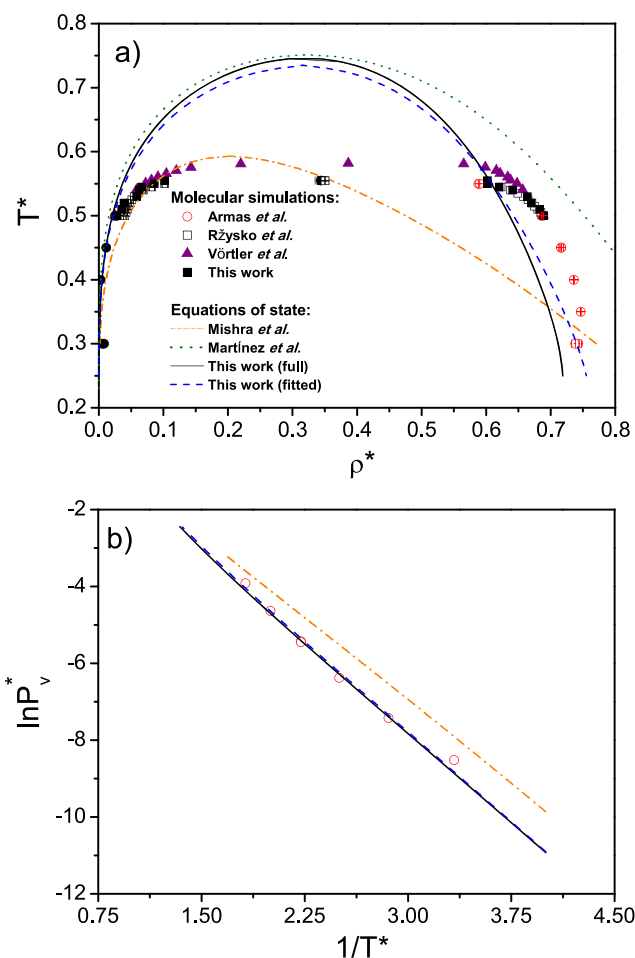 a)
0.8
0.7
0.6
0.5
0.4
0.3
0.2
T*
Molecular simulations:
Armas et al.
Ržysko et al.
Vörtler et al.
This work
Equations of state:
Mishra et al.
Martínez et al.
This work (full)
This work (fitted)
0.0 0.1 0.2 0.3 0.4 0.5 0.6 0.7 0.8
ρ*
b)
-2
-4
-6
-8
-10
-12
lnP*v
0.75 1.50 2.25 3.00 3.75 4.50
1/T*